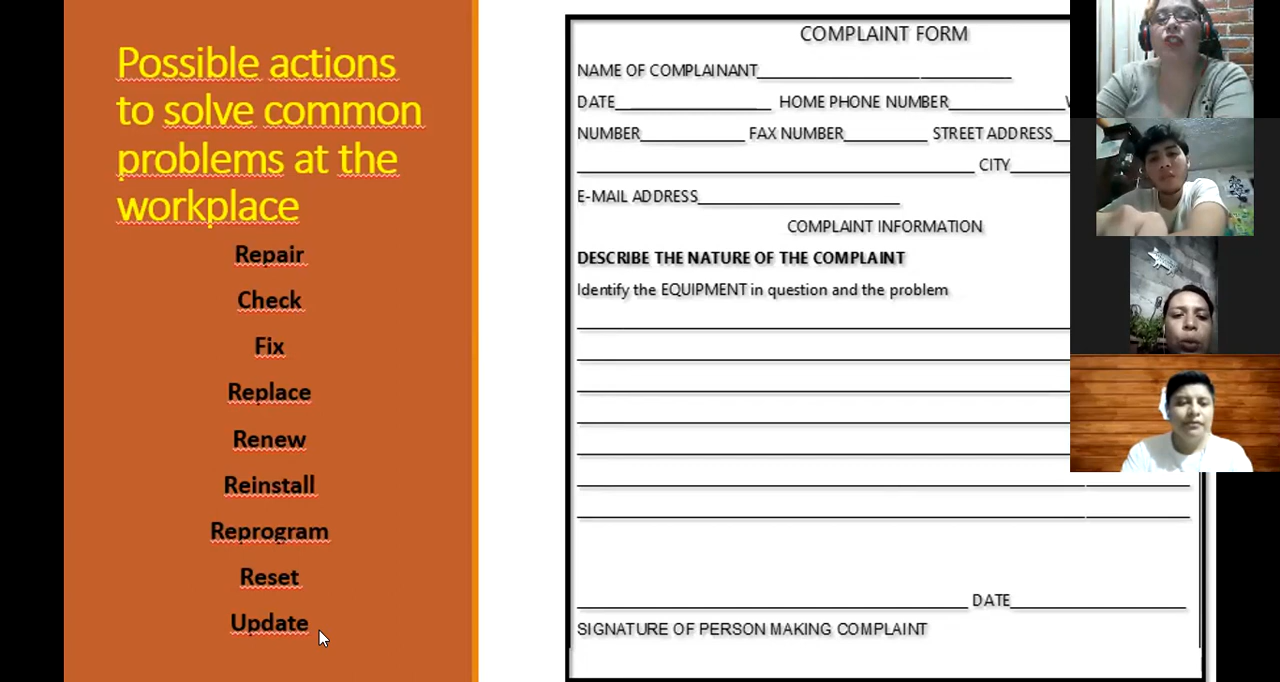 Possible actions
to solve common
problems at the
workplace
Repair
Check
Fix
Replace
Renew
Reinstall
Reprogram
Reset
Update
COMPLAINT FORM
NAME OF COMPLAINANT
DATE HOME PHONE NUMBER
NUMBER FAX NUMBER STREET ADDRESS
CITY
E-MAIL ADDRESS
COMPLAINT INFORMATION
DESCRIBE THE NATURE OF THE COMPLAINT
Identify the EQUIPMENT in question and the problem
DATE
SIGNATURE OF PERSON MAKING COMPLAINT